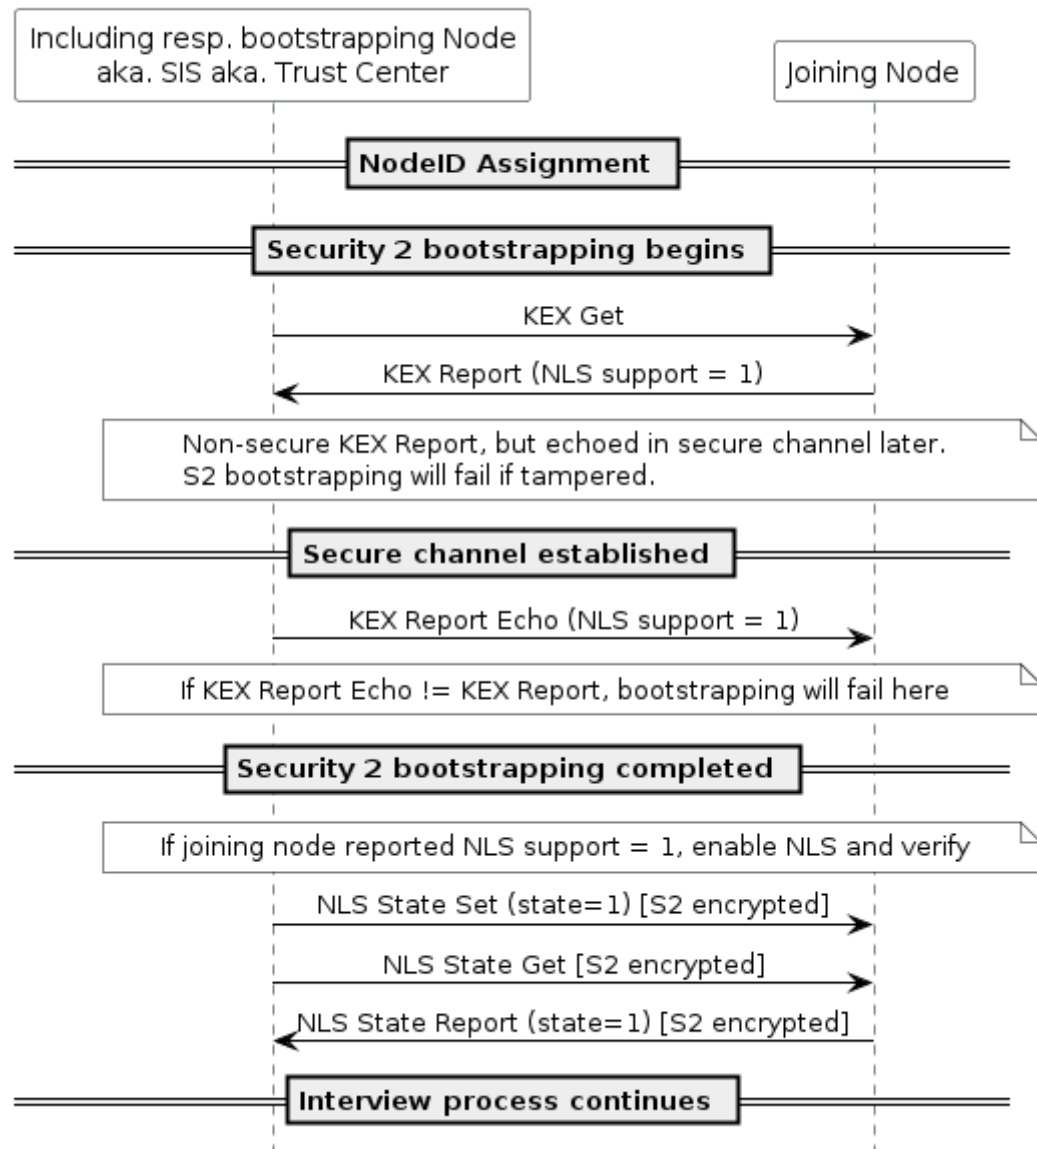 Including resp. bootstrapping Node
aka. SIS aka. Trust Center
Joining Node
NodeID Assignment
Security 2 bootstrapping begins
KEX Get
KEX Report (NLS support = 1)
Non-secure KEX Report, but echoed in secure channel later.
S2 bootstrapping will fail if tampered.
Secure channel established
KEX Report Echo (NLS support = 1)
If KEX Report Echo != KEX Report, bootstrapping will fail here
Security 2 bootstrapping completed
If joining node reported NLS support = 1, enable NLS and verify
NLS State Set (state=1) [S2 encrypted]
NLS State Get [S2 encrypted]
NLS State Report (state=1) [S2 encrypted]
Interview process continues